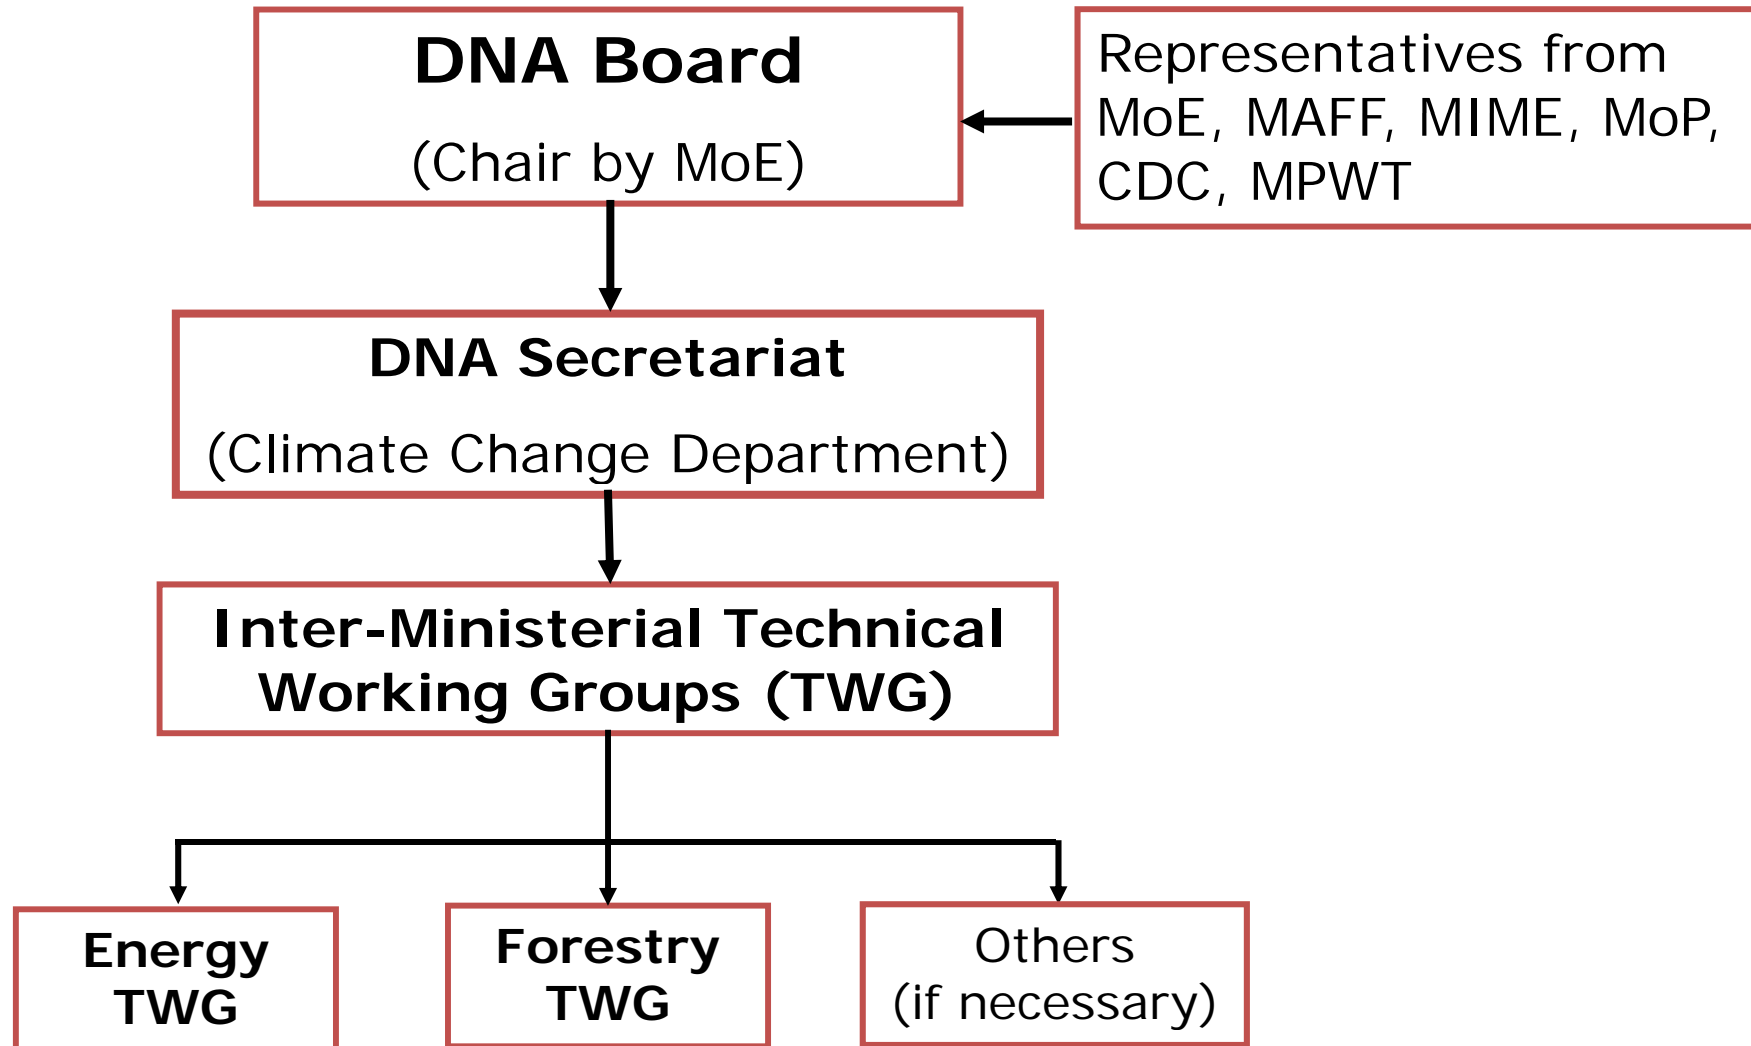 DNA Board
(Chair by MoE)
Representatives from
MoE, MAFF, MIME, MoP,
CDC, MPWT
DNA Secretariat
(Climate Change Department)
Inter-Ministerial Technical
Working Groups (TWG)
Energy
TWG
Forestry
TWG
Others
(if necessary)